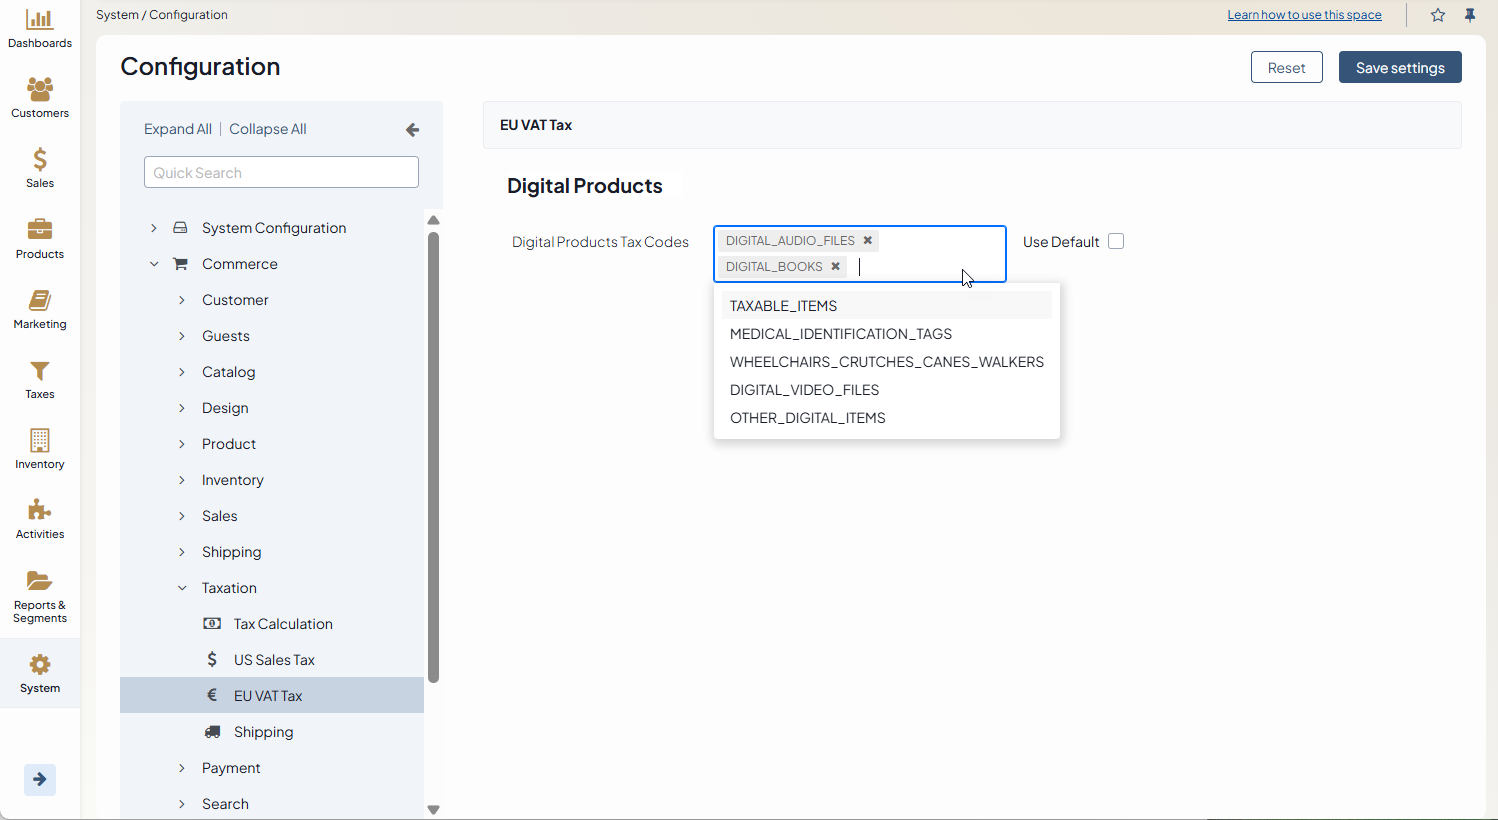 System / Configuration
Learn how to use this space
Dashboards
Customers
Sales
Products
Marketing
Taxes
Inventory
Activities
Reports &
Segments
System
Configuration
Reset
Save settings
Expand All | Collapse All
Quick Search
System Configuration
Commerce
Customer
Guests
Catalog
Design
Product
Inventory
Sales
Shipping
Taxation
Tax Calculation
US Sales Tax
EU VAT Tax
Shipping
Payment
Search
EU VAT Tax
Digital Products
Digital Products Tax Codes
DIGITAL_AUDIO_FILES
DIGITAL_BOOKS
Use Default
TAXABLE_ITEMS
MEDICAL_IDENTIFICATION_TAGS
WHEELCHAIRS_CRUTCHES_CANES_WALKERS
DIGITAL_VIDEO_FILES
OTHER_DIGITAL_ITEMS